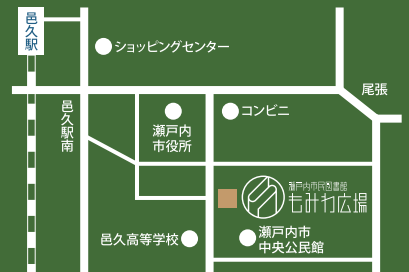 邑久駅
ショッピングセンター
尾張
邑久駅南
瀬戸内
市役所
コンビニ
瀬戸内市民図書館
もみわ広場
邑久高等学校
瀬戸内市
中央公民館